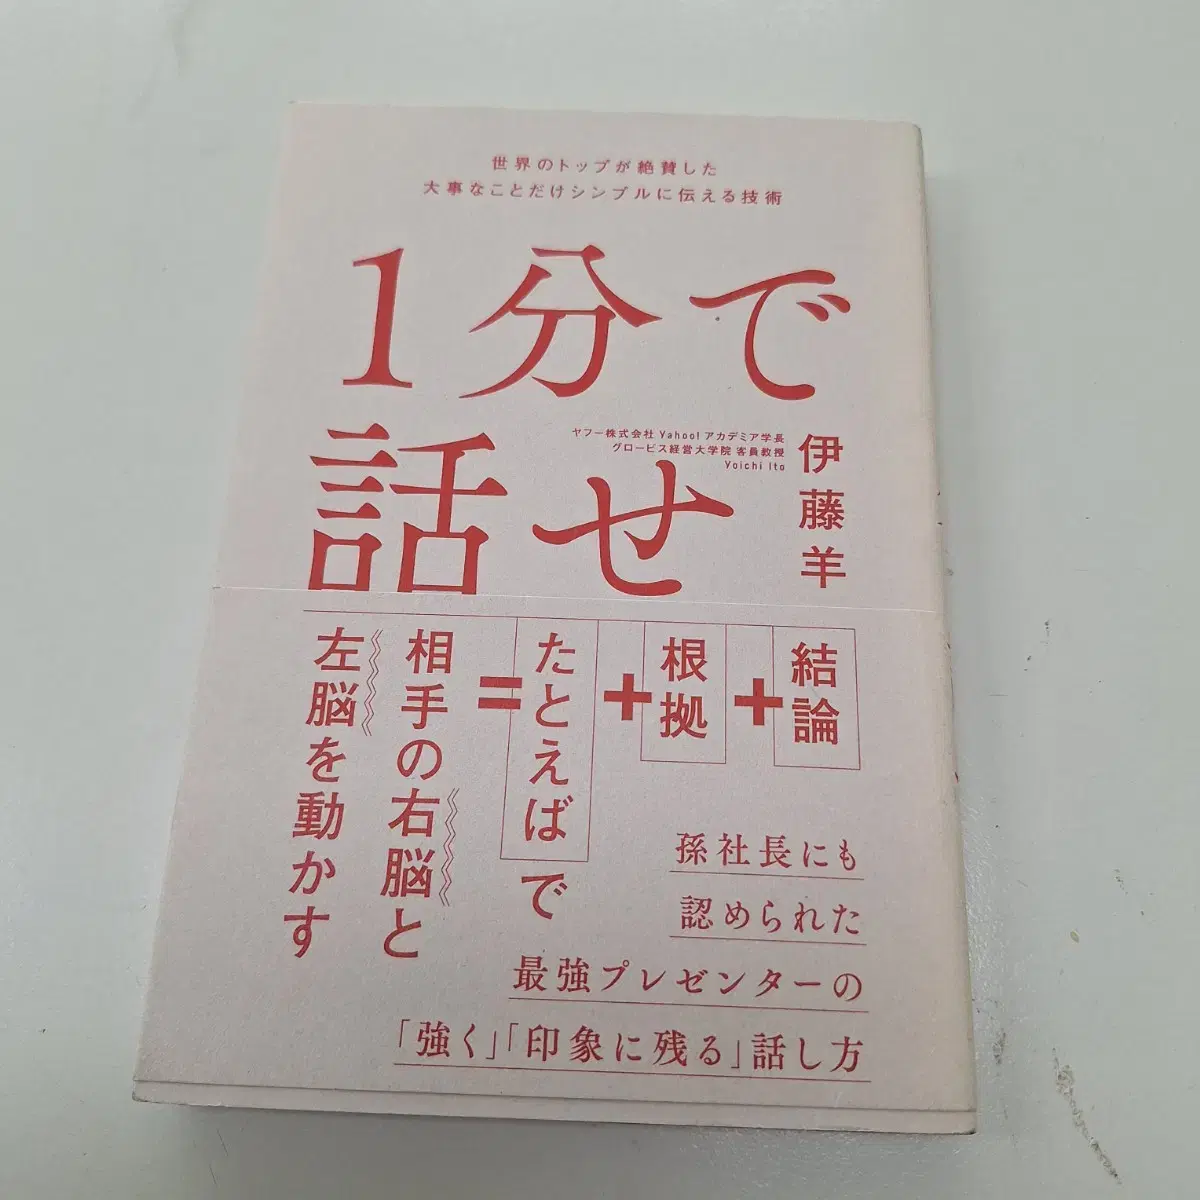 世界のトップが絶賛した
大事なことだけシンプルに伝える技術
1分で
話せ
ヤフー株式会社 Yahoo! アカデミア学長
グロービス経営大学院 客員教授
Yoichi Ito
伊藤羊一
結論
+
根拠
+
たとえばで
=
相手の右脳と
左脳を動かす
孫社長にも
認められた
最強プレゼンターの
「強く」「印象に残る」話し方